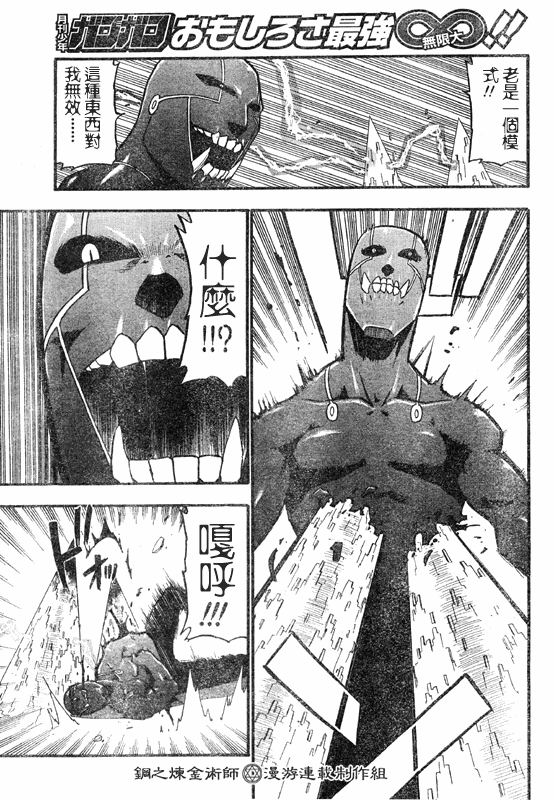 月刊少年 ガンガン おもしろさ最強 ∞ 無限大 !!
老是一個模
式!!
這種東西對
我無效……
什麼!!!?
ドドガ
嘎呼!!!
鋼之煉金術師 漫游連載制作組